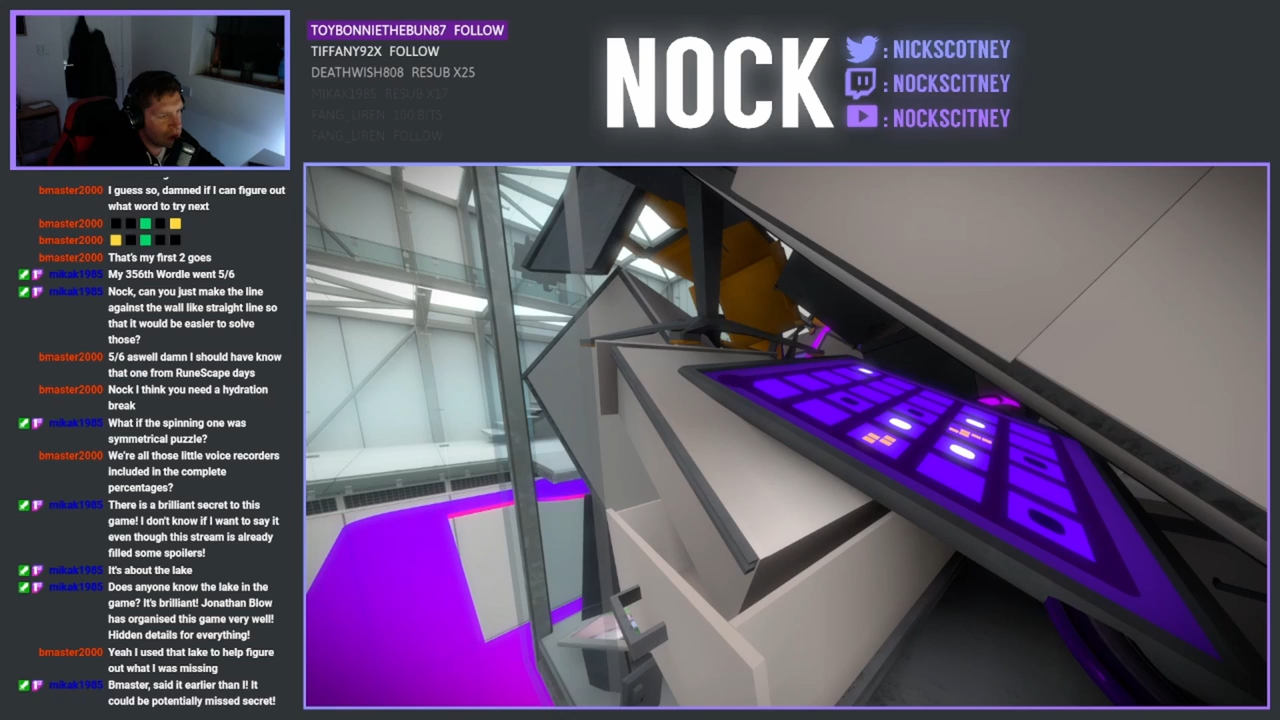 TOYBONNIETHEBUN87 FOLLOW
TIFFANY92X FOLLOW
DEATHWISH808 RESUB X25
MIKAK1985 RESUB X17
FANG_LIREN 100 BITS
FANG_LIREN FOLLOW
NOCK
: NICKSCOTNEY
: NOCKSCITNEY
: NOCKSCITNEY
bmaster2000 I guess so, damned if I can figure out
what word to try next
bmaster2000
bmaster2000
bmaster2000 That's my first 2 goes
mikak1985 My 356th Wordle went 5/6
mikak1985 Nock, can you just make the line
against the wall like straight line so
that it would be easier to solve
those?
bmaster2000 5/6 aswell damn I should have know
that one from RuneScape days
bmaster2000 Nock I think you need a hydration
break
mikak1985 What if the spinning one was
symmetrical puzzle?
bmaster2000 We're all those little voice recorders
included in the complete
percentages?
mikak1985 There is a brilliant secret to this
game! I don't know if I want to say it
even though this stream is already
filled some spoilers!
mikak1985 It's about the lake
mikak1985 Does anyone know the lake in the
game? It's brilliant! Jonathan Blow
has organised this game very well!
Hidden details for everything!
bmaster2000 Yeah I used that lake to help figure
out what I was missing
mikak1985 Bmaster, said it earlier than I! It
could be potentially missed secret!